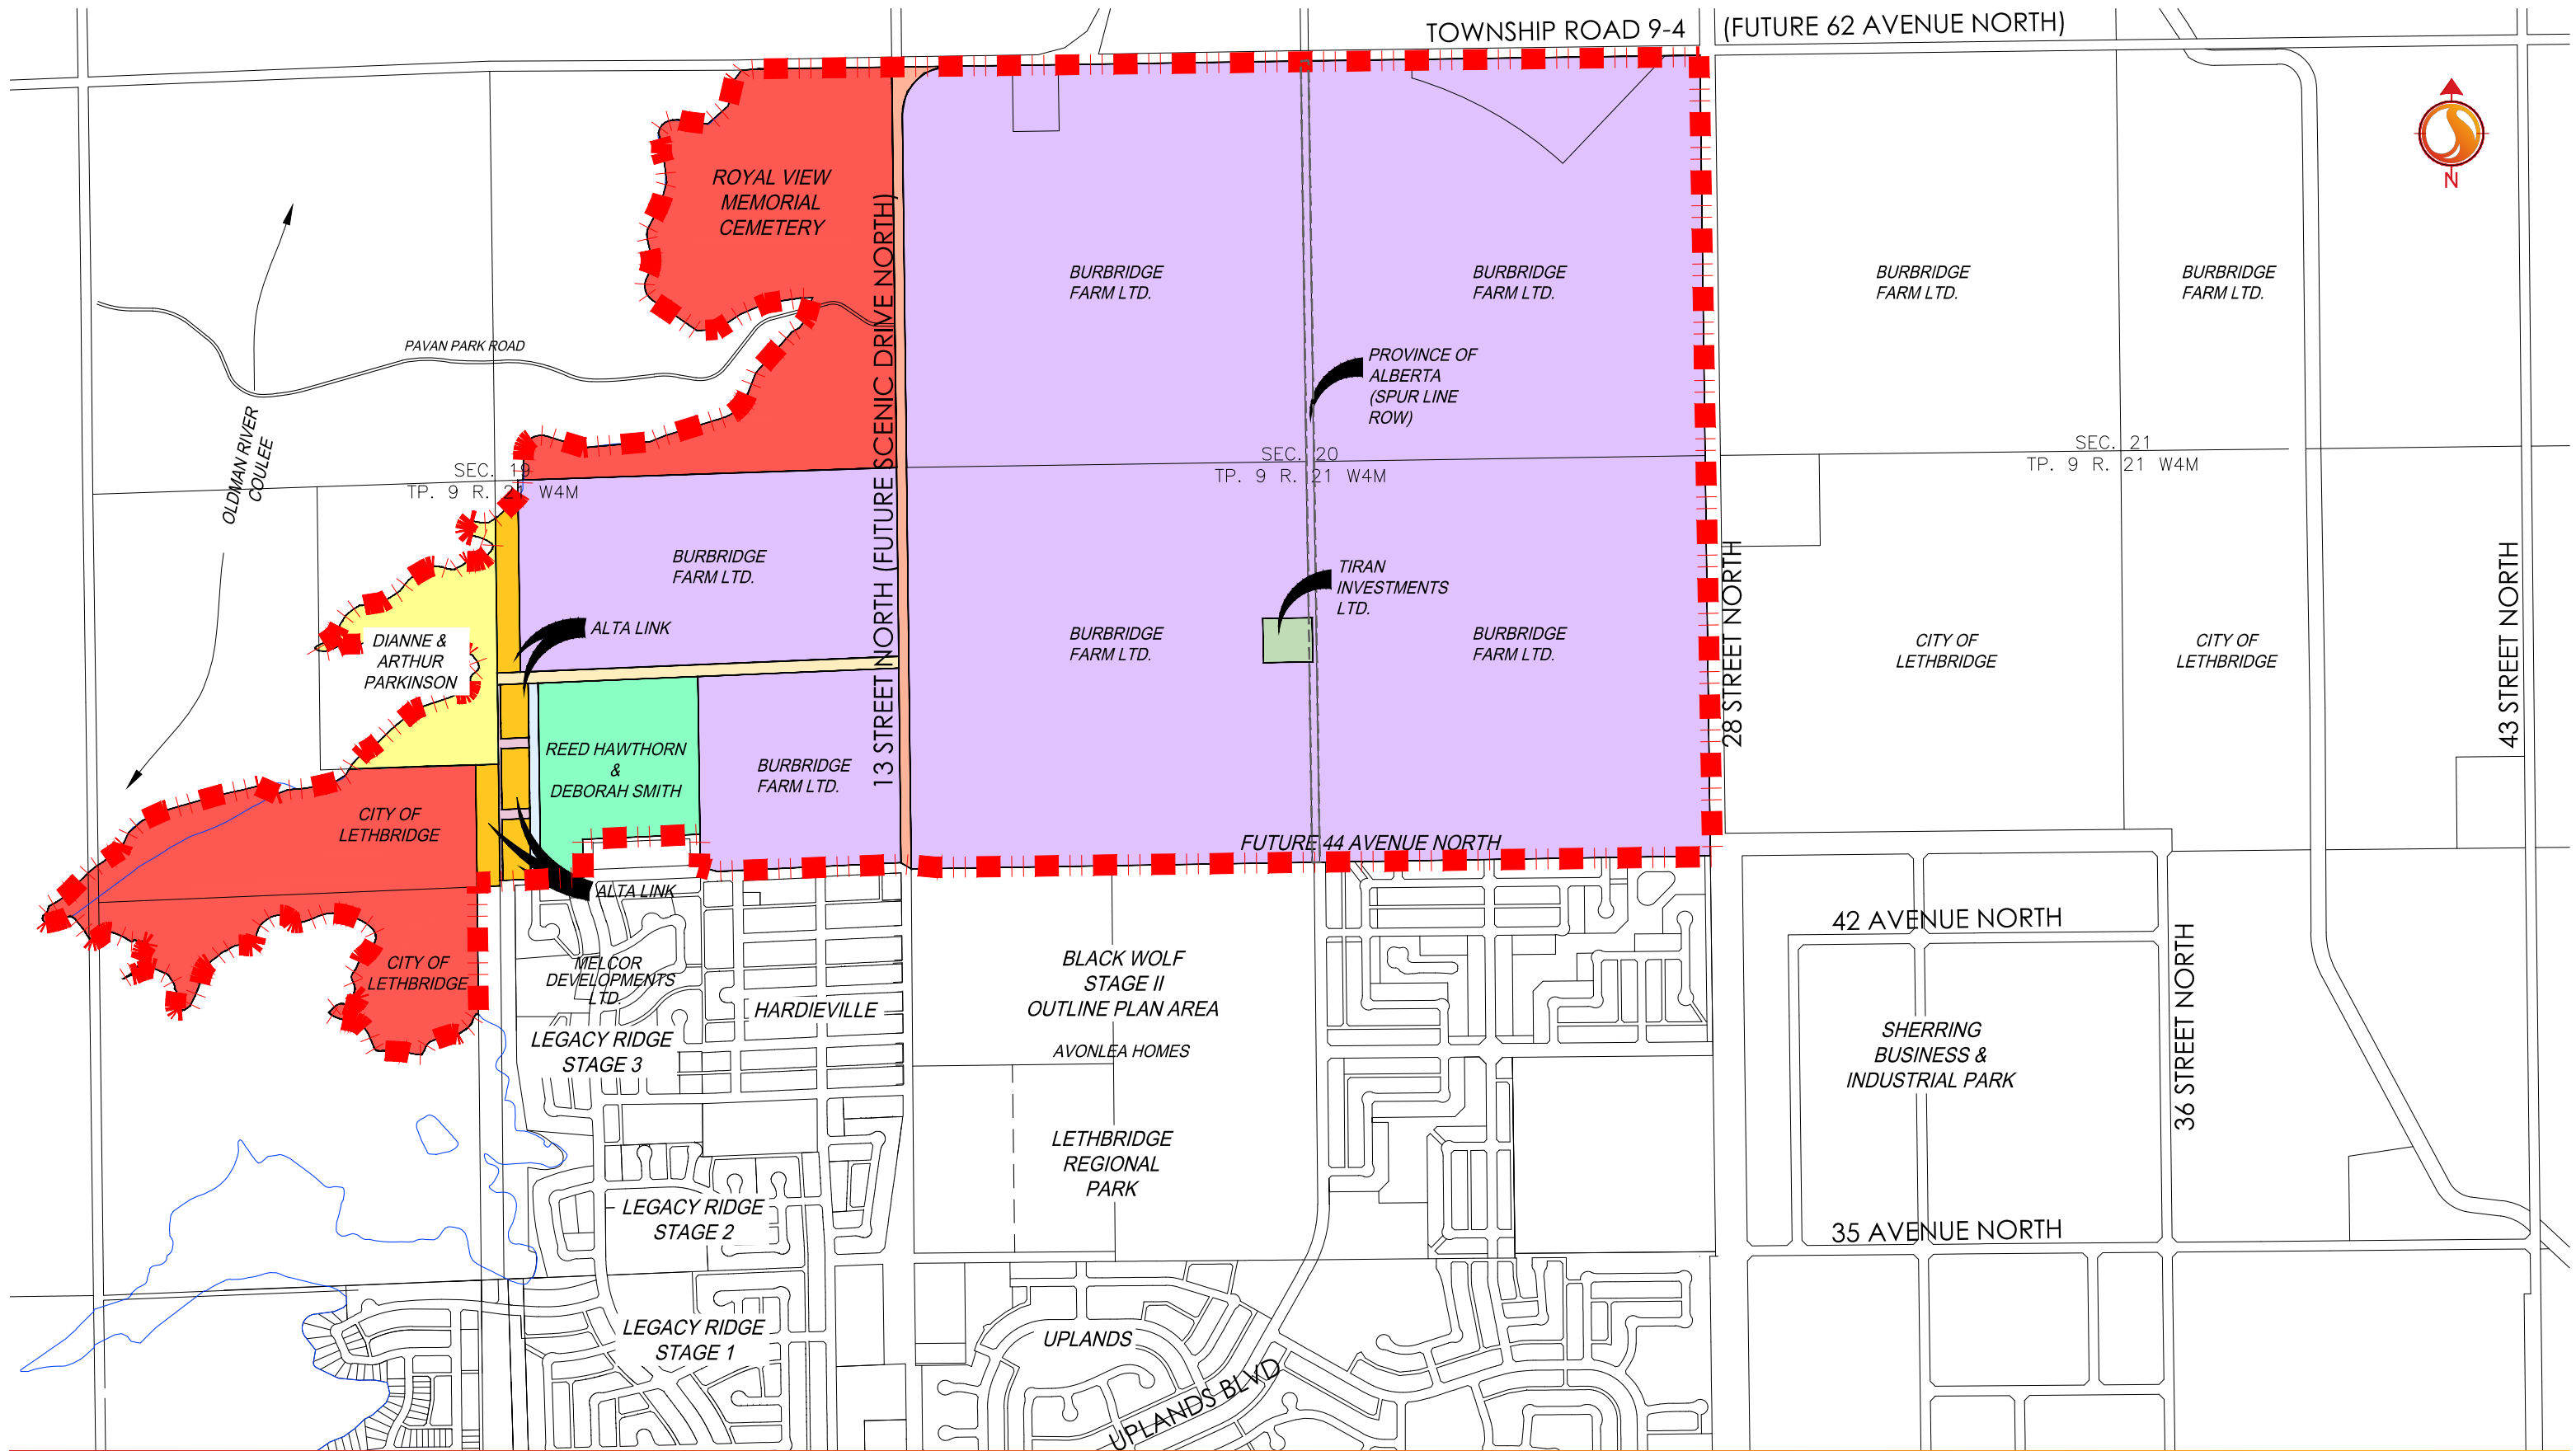 TOWNSHIP ROAD 9-4
(FUTURE 62 AVENUE NORTH)
N
ROYAL VIEW
MEMORIAL
CEMETERY
13 STREET NORTH (FUTURE SCENIC DRIVE NORTH)
BURBRIDGE
FARM LTD.
BURBRIDGE
FARM LTD.
BURBRIDGE
FARM LTD.
BURBRIDGE
FARM LTD.
PAVAN PARK ROAD
PROVINCE OF
ALBERTA
(SPUR LINE
ROW)
OLDMAN RIVER
COULEE
SEC. 19
TP. 9 R. 21 W4M
SEC. 20
TP. 9 R. 21 W4M
SEC. 21
TP. 9 R. 21 W4M
BURBRIDGE
FARM LTD.
TIRAN
INVESTMENTS
LTD.
ALTA LINK
DIANNE &
ARTHUR
PARKINSON
BURBRIDGE
FARM LTD.
BURBRIDGE
FARM LTD.
28 STREET NORTH
CITY OF
LETHBRIDGE
CITY OF
LETHBRIDGE
43 STREET NORTH
REED HAWTHORN
&
DEBORAH SMITH
BURBRIDGE
FARM LTD.
CITY OF
LETHBRIDGE
FUTURE 44 AVENUE NORTH
ALTA LINK
42 AVENUE NORTH
36 STREET NORTH
CITY OF
LETHBRIDGE
MELCOR
DEVELOPMENTS
LTD.
HARDIEVILLE
BLACK WOLF
STAGE II
OUTLINE PLAN AREA
AVONLEA HOMES
LEGACY RIDGE
STAGE 3
SHERRING
BUSINESS &
INDUSTRIAL PARK
LETHBRIDGE
REGIONAL
PARK
LEGACY RIDGE
STAGE 2
35 AVENUE NORTH
LEGACY RIDGE
STAGE 1
UPLANDS
UPLANDS BLVD